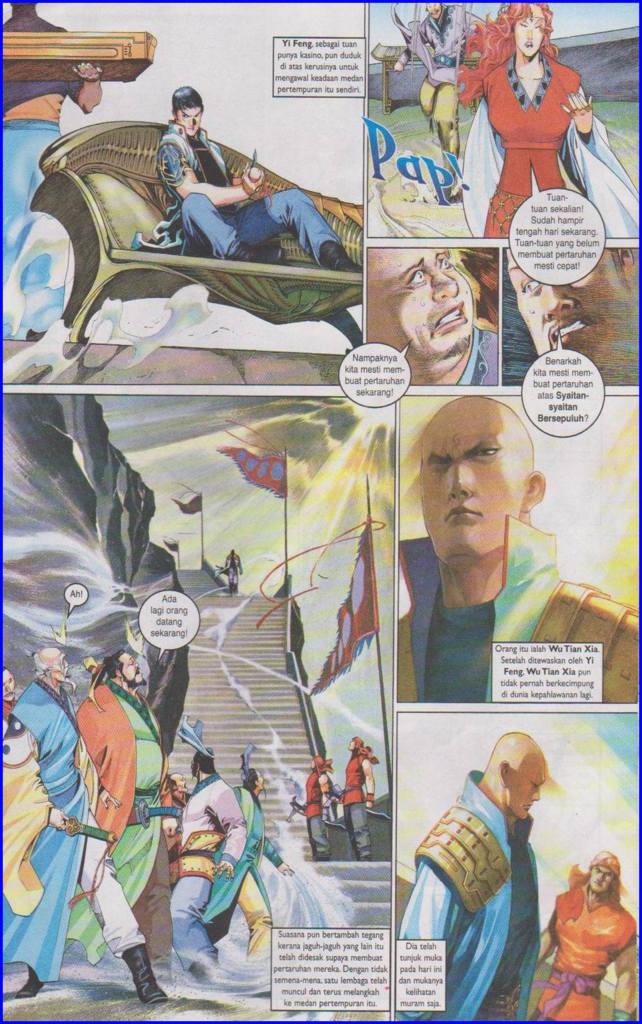 Yi Feng, sebagai tuan
punya kasino, pun duduk
di atas kerusinya untuk
mengawal keadaan medan
pertempuran itu sendiri.
Pap!
Tuan-
tuan sekalian!
Sudah hampir
tengah hari sekarang.
Tuan-tuan yang belum
membuat pertaruhan
mesti cepat!
Nampaknya
kita mesti mem-
buat pertaruhan
sekarang!
Benarkah
kita mesti mem-
buat pertaruhan
atas Syaitan-
syaitan
Bersepuluh?
Ah!
Ada
lagi orang
datang
sekarang!
Orang itu ialah Wu Tian Xia.
Setelah ditewaskan oleh Yi
Feng, Wu Tian Xia pun
tidak pernah berkecimpung
di dunia kepahlawanan lagi.
Suasana pun bertambah tegang
kerana jaguh-jaguh yang lain itu
telah didesak supaya membuat
pertaruhan mereka. Dengan tidak
semena-mena, satu lembaga telah
muncul dan terus melangkah
ke medan pertempuran itu.
Dia telah
tunjuk muka
pada hari ini
dan mukanya
kelihatan
muram saja.